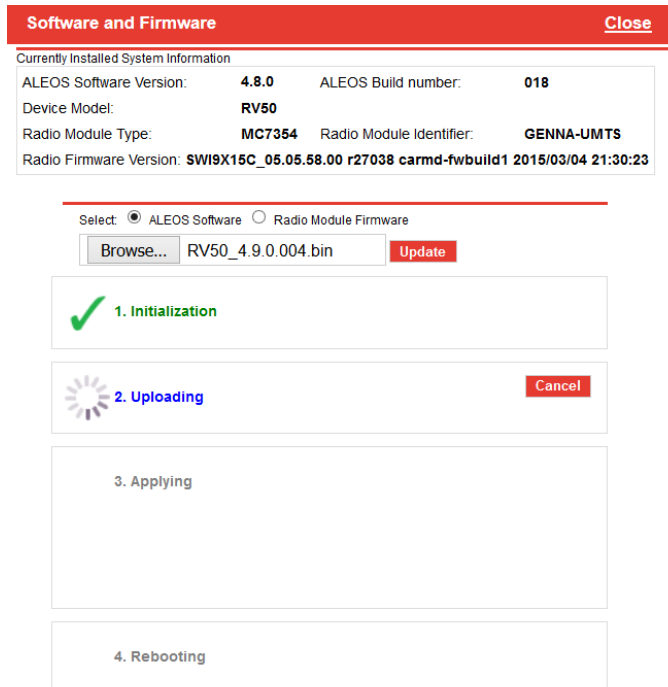 Software and Firmware Close
Currently Installed System Information
ALEOS Software Version: 4.8.0 ALEOS Build number: 018
Device Model: RV50
Radio Module Type: MC7354 Radio Module Identifier: GENNA-UMTS
Radio Firmware Version: SWI9X15C_05.05.58.00 r27038 carmd-fwbuild1 2015/03/04 21:30:23
Select: ALEOS Software Radio Module Firmware
Browse... RV50_4.9.0.004.bin Update
1. Initialization
2. Uploading Cancel
3. Applying
4. Rebooting